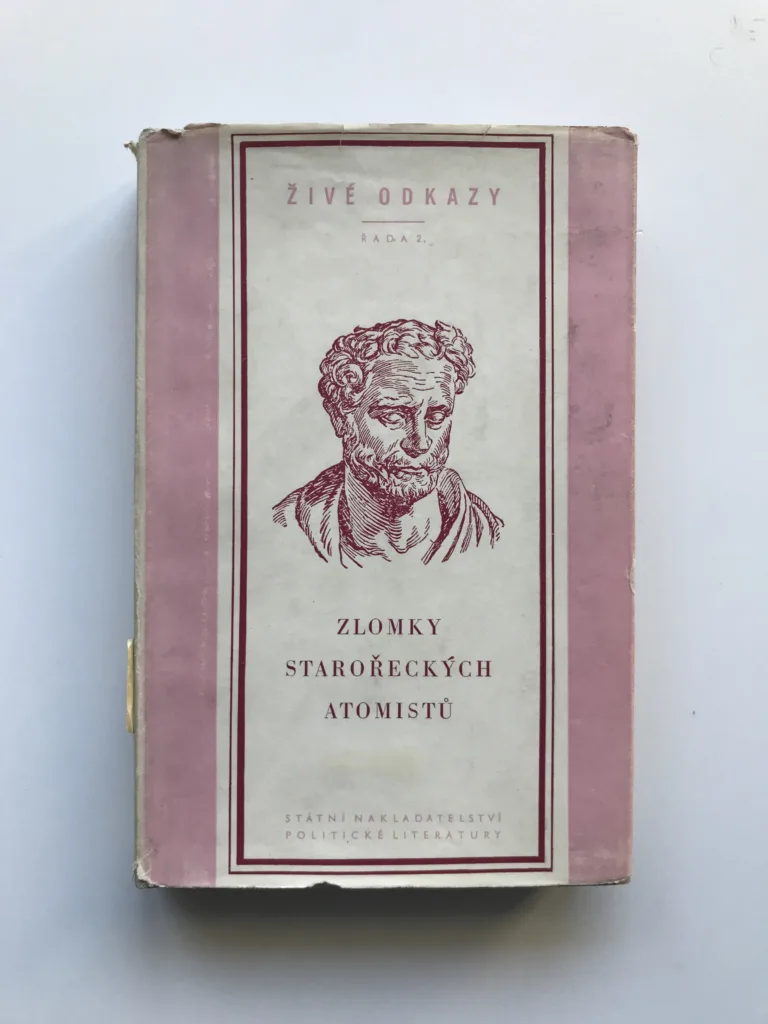 ŽIVÉ ODKAZY
ŘADA 2.
ZLOMKY
STAROŘECKÝCH
ATOMISTŮ
STÁTNÍ NAKLADATELSTVÍ
POLITICKÉ LITERATURY